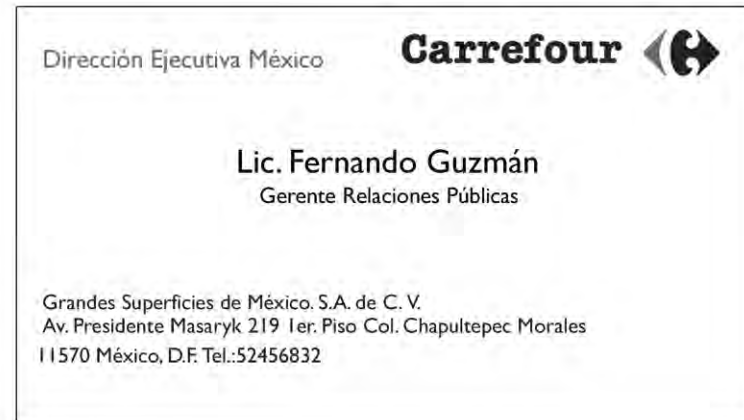 Dirección Ejecutiva México
Carrefour
Lic. Fernando Guzmán
Gerente Relaciones Públicas
Grandes Superficies de México. S.A. de C. V.
Av. Presidente Masaryk 219 1er. Piso Col. Chapultepec Morales
11570 México, D.F. Tel.:52456832